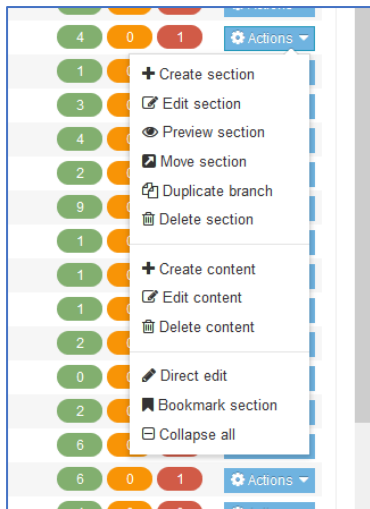 4 0 1 Actions
1 Create section
3 Edit section
4 Preview section
2 Move section
9 Duplicate branch
1 Delete section
1 Create content
1 Edit content
2 Delete content
0 Direct edit
2 Bookmark section
6 Collapse all
6 0 1 Actions